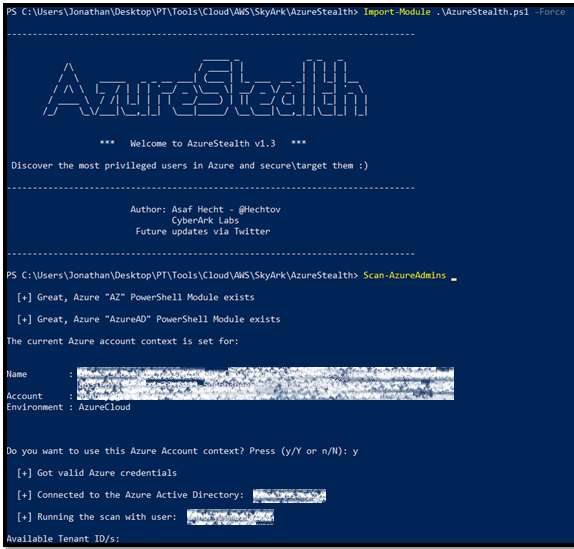 PS C:\Users\Jonathan\Desktop\PT\Tools\Cloud\AWS\SkyArk\AzureStealth> Import-Module .\AzureStealth.ps1 -Force
AzureStealth
*** Welcome to AzureStealth v1.3 ***
Discover the most privileged users in Azure and secure\target them :)
Author: Asaf Hecht - @Hechtov
CyberArk Labs
Future updates via Twitter
PS C:\Users\Jonathan\Desktop\PT\Tools\Cloud\AWS\SkyArk\AzureStealth> Scan-AzureAdmins
[+] Great, Azure "AZ" PowerShell Module exists
[+] Great, Azure "AzureAD" PowerShell Module exists
The current Azure account context is set for:
Name :
Account :
Environment : AzureCloud
Do you want to use this Azure Account context? Press (y/Y or n/N): y
[+] Got valid Azure credentials
[+] Connected to the Azure Active Directory:
[+] Running the scan with user:
Available Tenant ID/s: